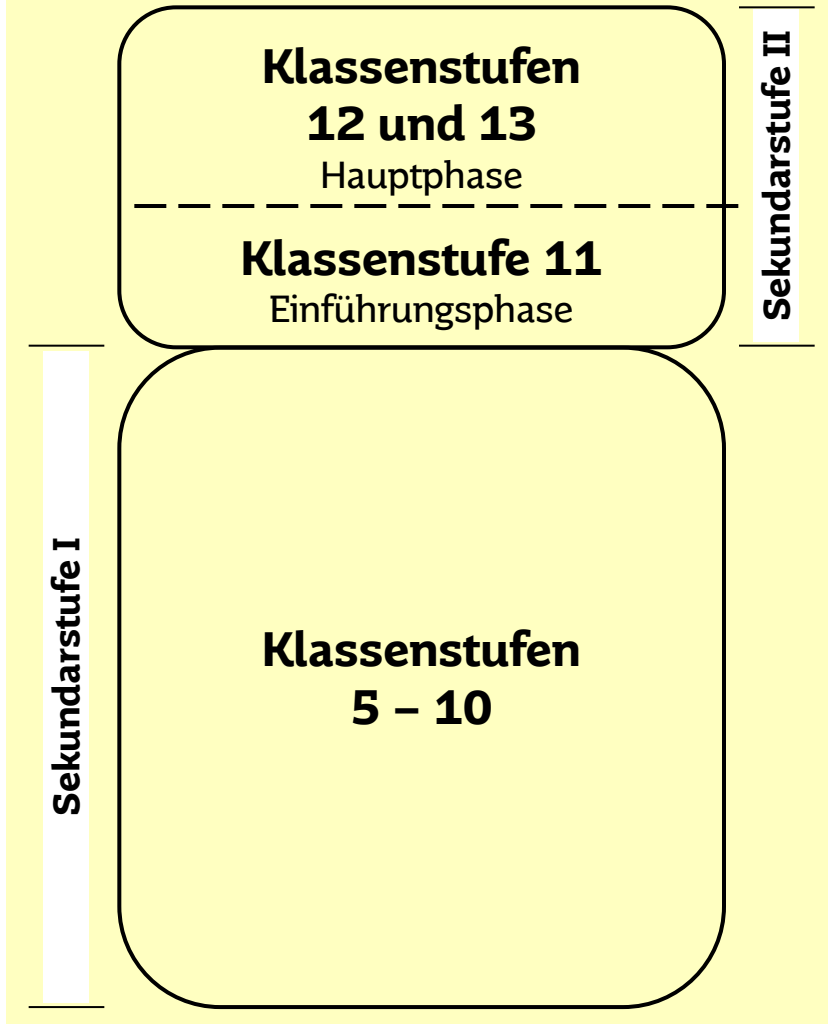 Klassenstufen
12 und 13
Hauptphase
Klassenstufe 11
Einführungsphase
Sekundarstufe II
Klassenstufen
5 – 10
Sekundarstufe I